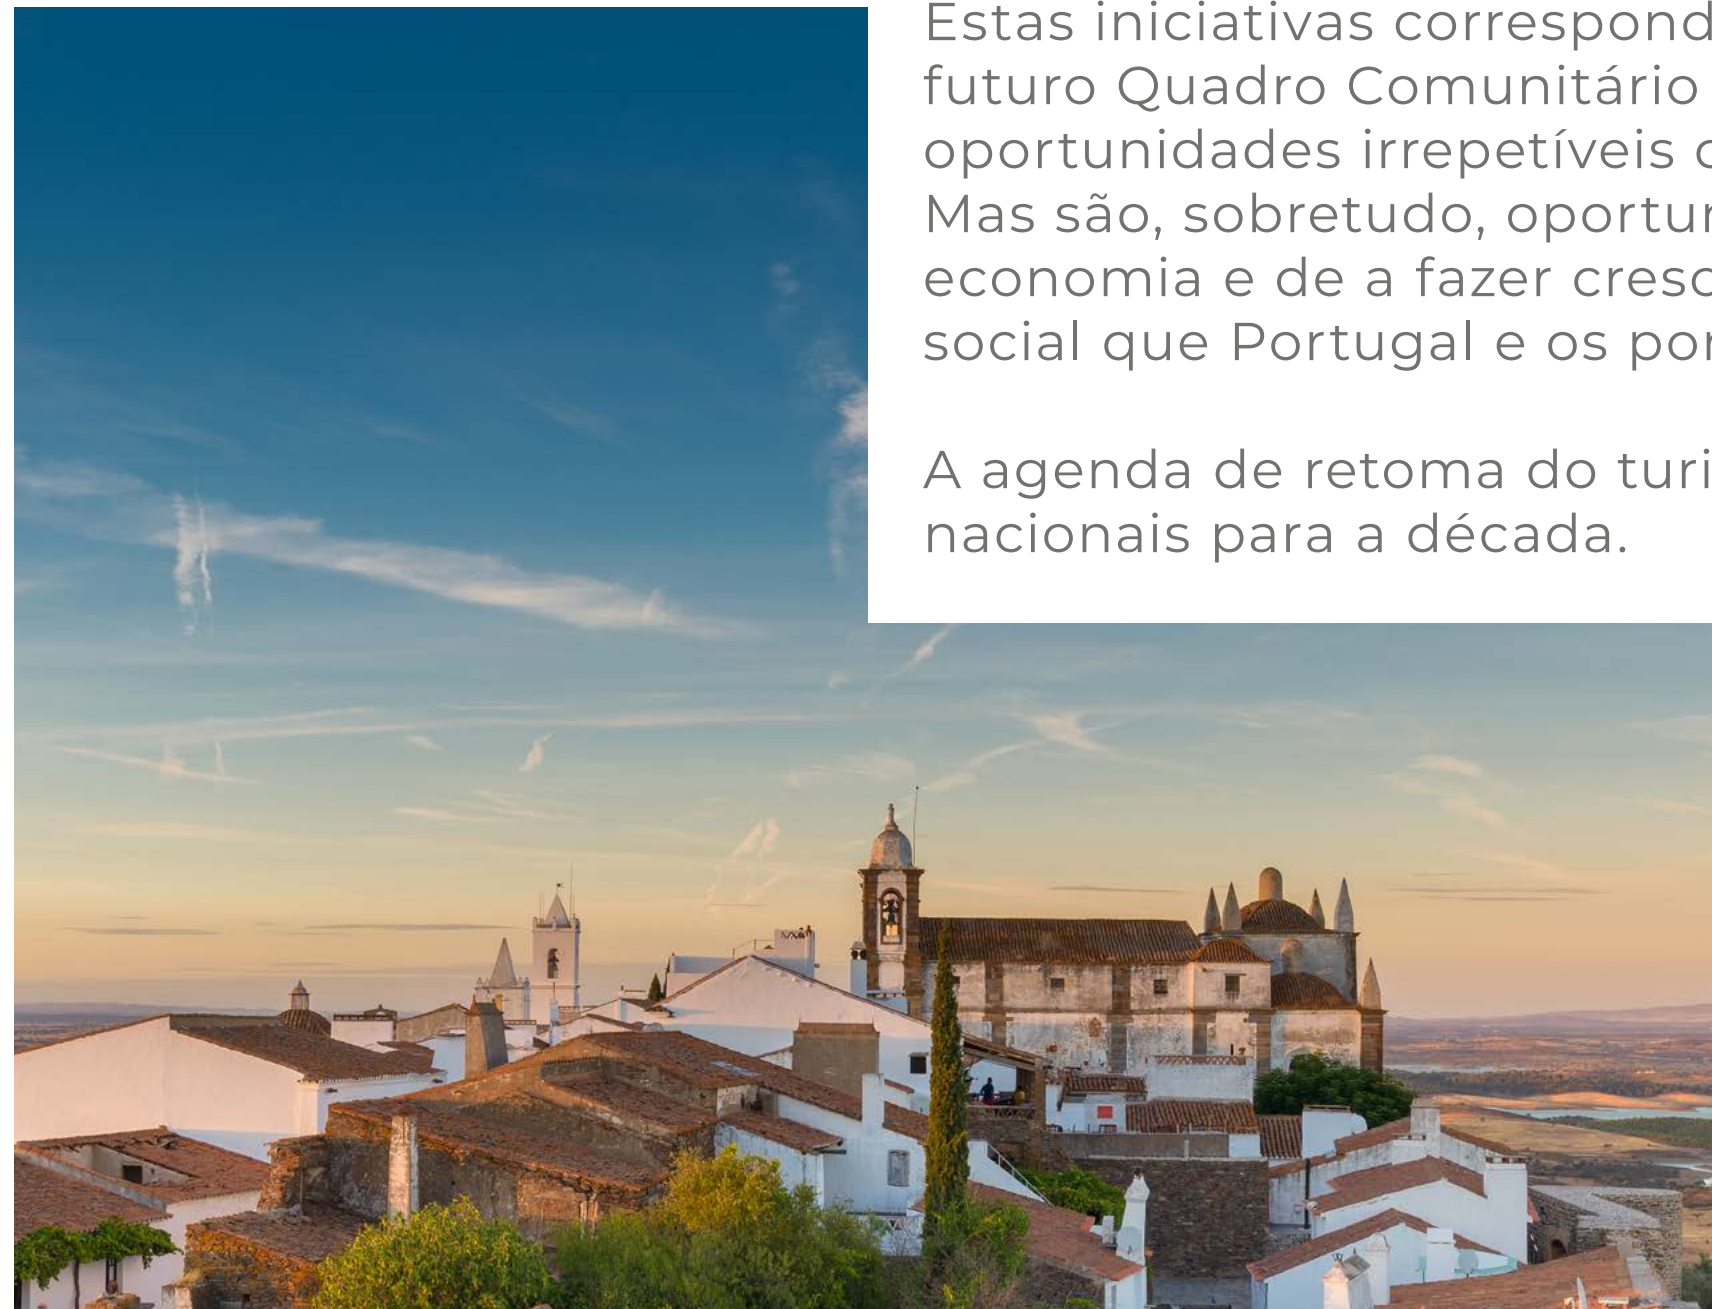 Estas iniciativas correspond
futuro Quadro Comunitário
oportunidades irrepetíveis
Mas são, sobretudo,
economia e de a fazer
social que Portugal e os
A agenda de retoma do
nacionais para a década.